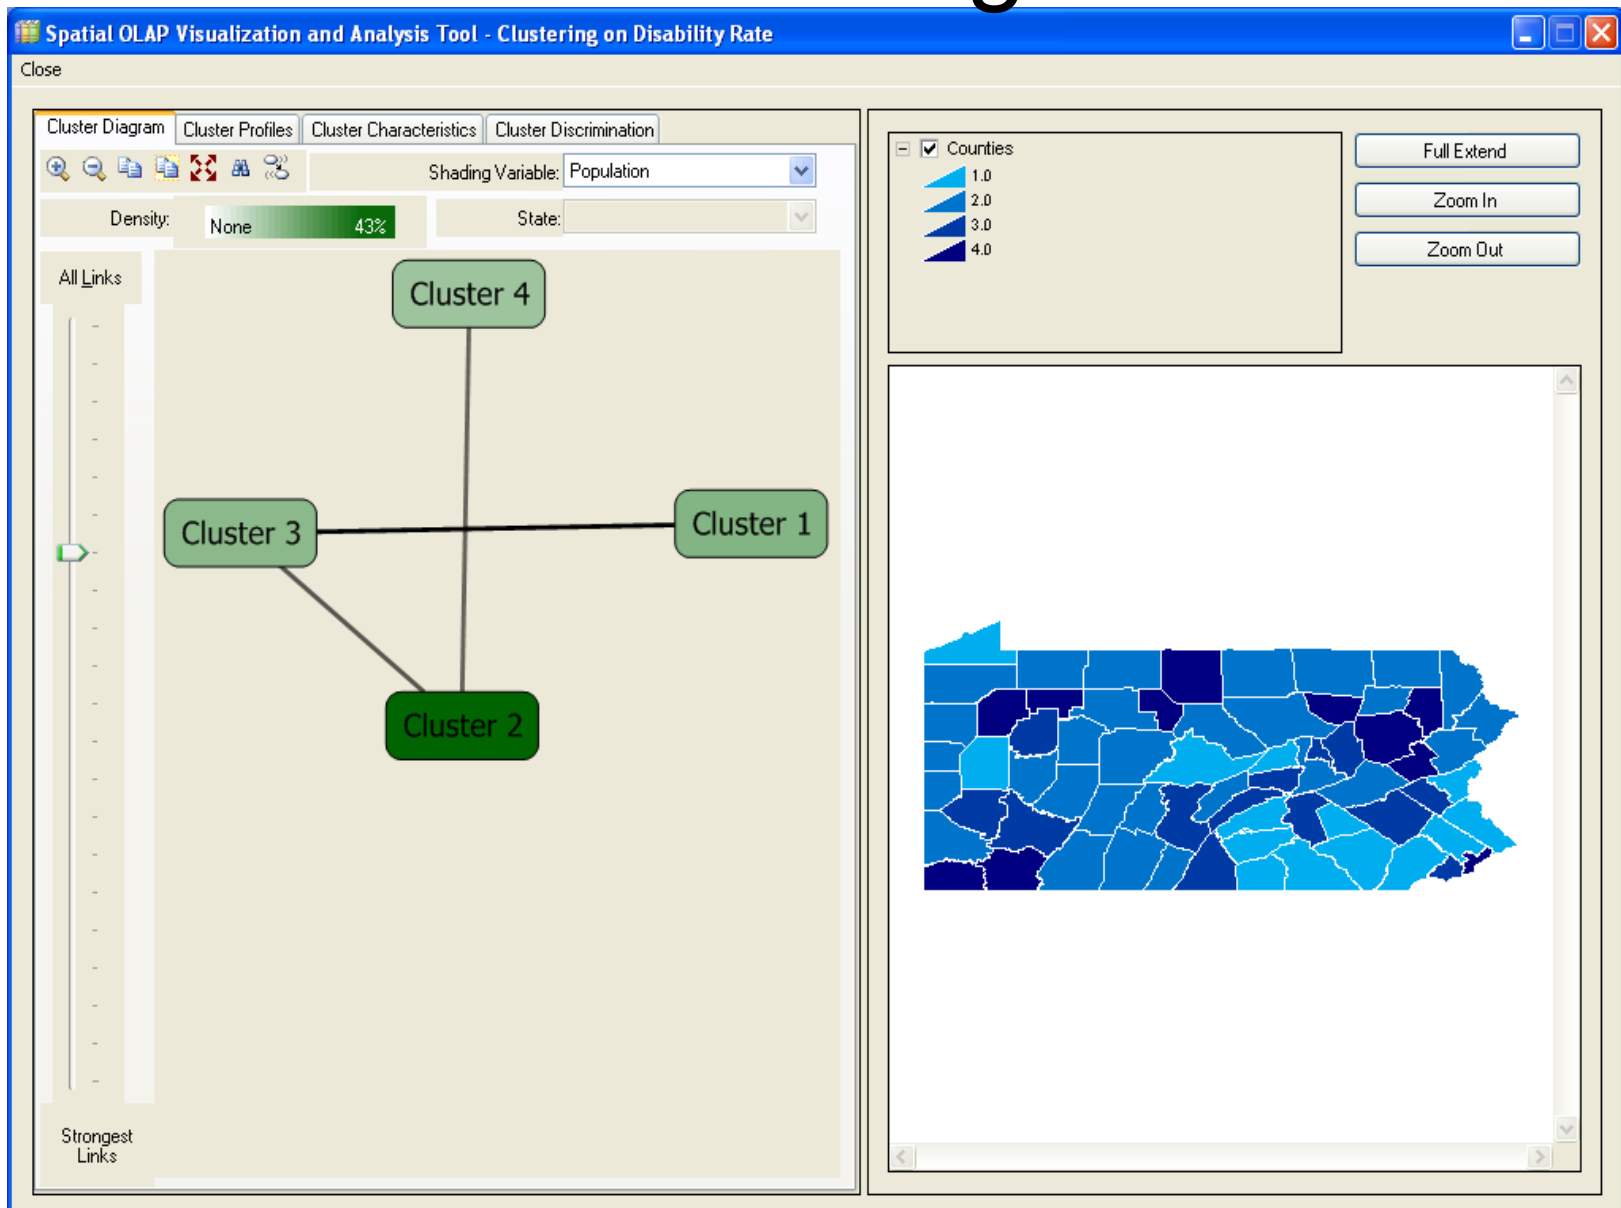 g
Spatial OLAP Visualization and Analysis Tool - Clustering on Disability Rate
Close
Cluster Diagram Cluster Profiles Cluster Characteristics Cluster Discrimination
Shading Variable: Population
Density: None 43% State:
All Links
Cluster 4
Cluster 3
Cluster 1
Cluster 2
Strongest
Links
Counties
1.0
2.0
3.0
4.0
Full Extend
Zoom In
Zoom Out